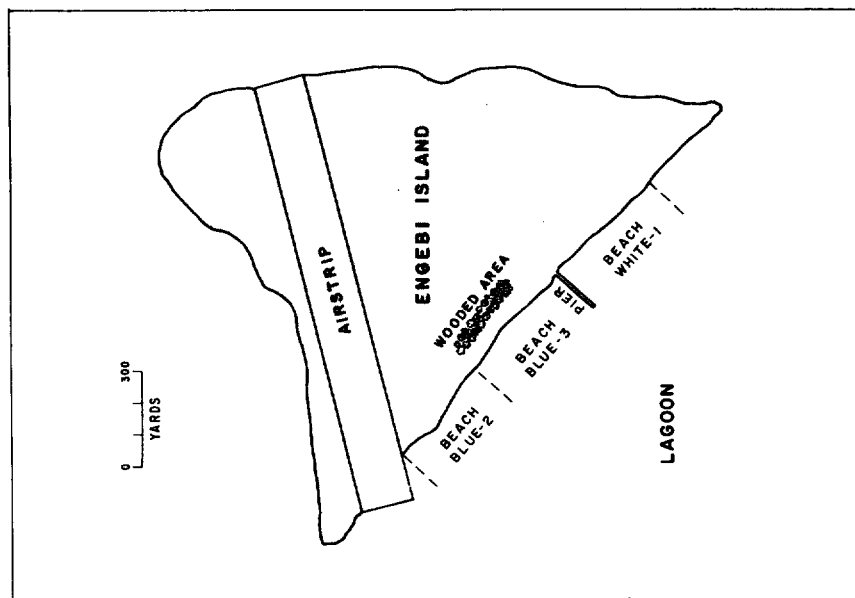 AIRSTRIP
ENGEBI ISLAND
WOODED AREA
0 300
YARDS
BEACH
BLUE-2
BEACH
BLUE-3
PIER
BEACH
WHITE-1
LAGOON